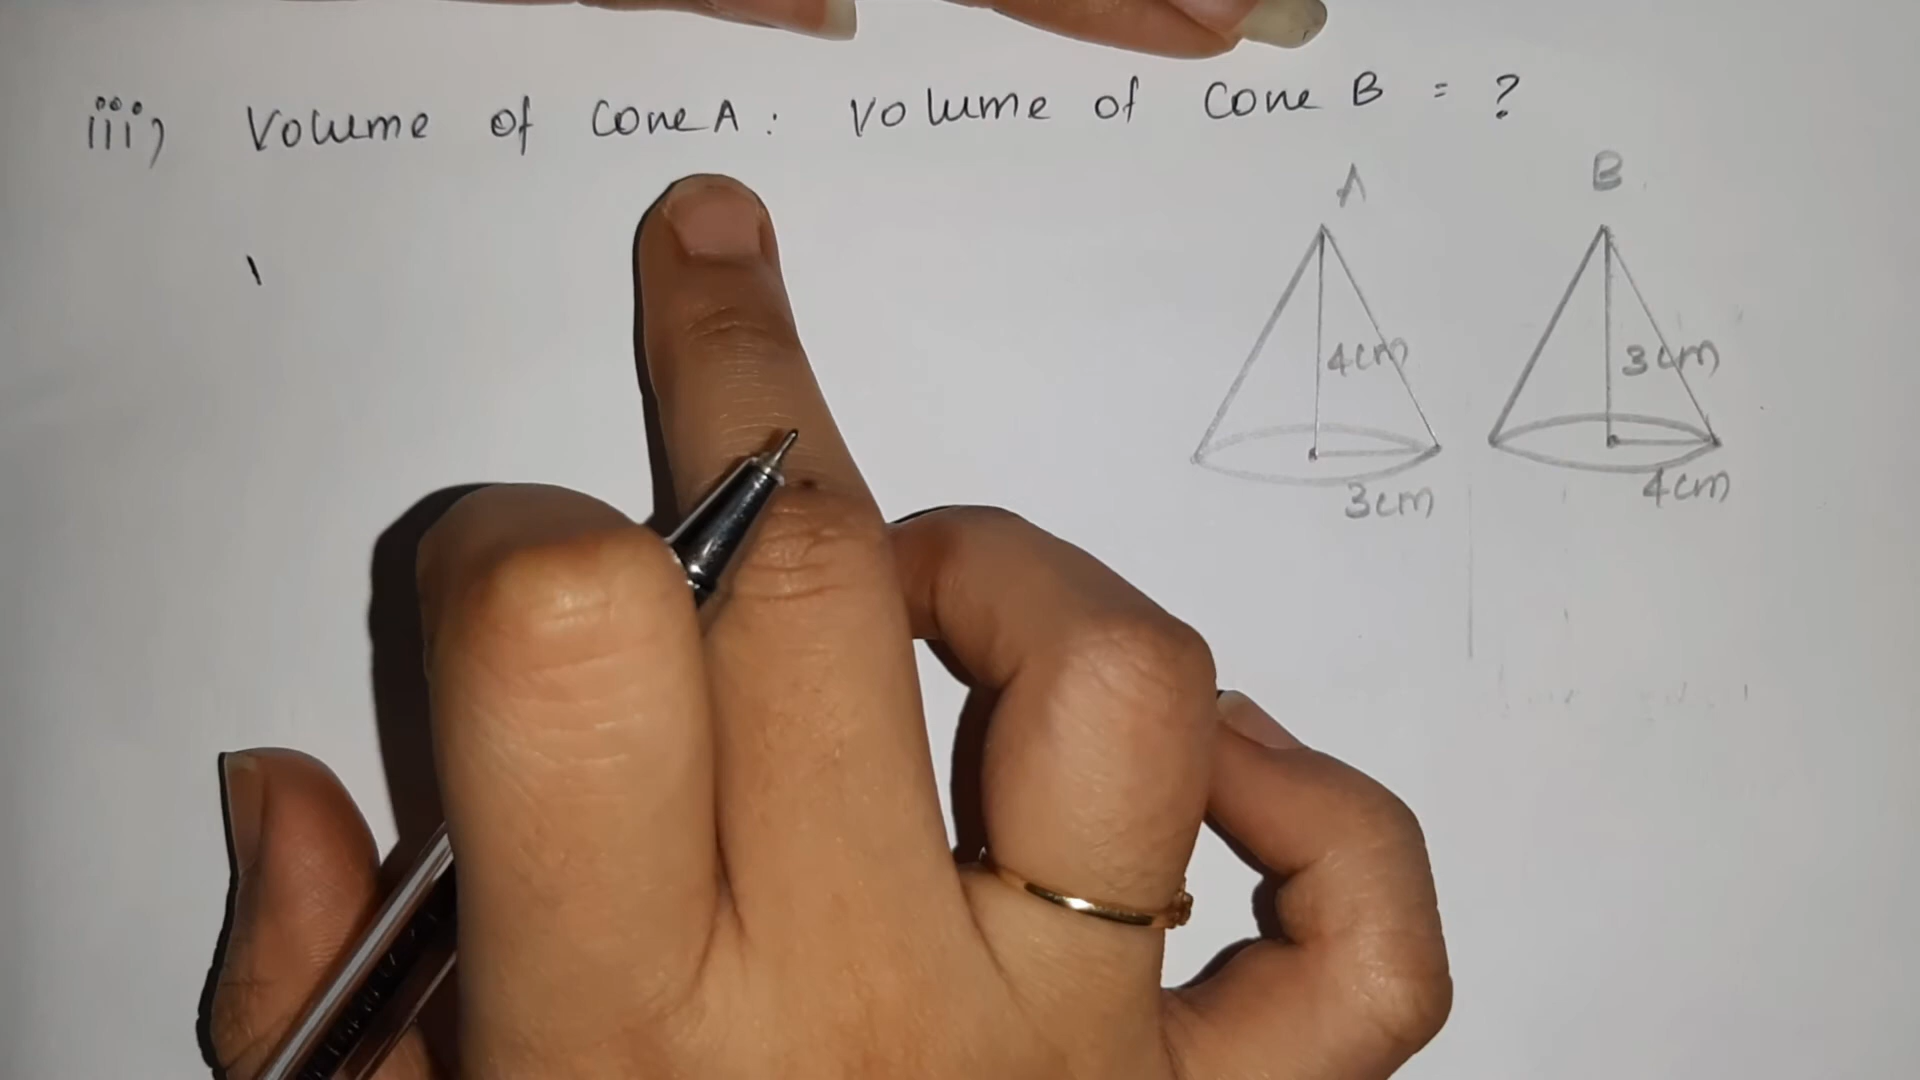 iii) Volume of Cone A : Volume of Cone B = ?
A B
4cm 3cm
3cm 4cm